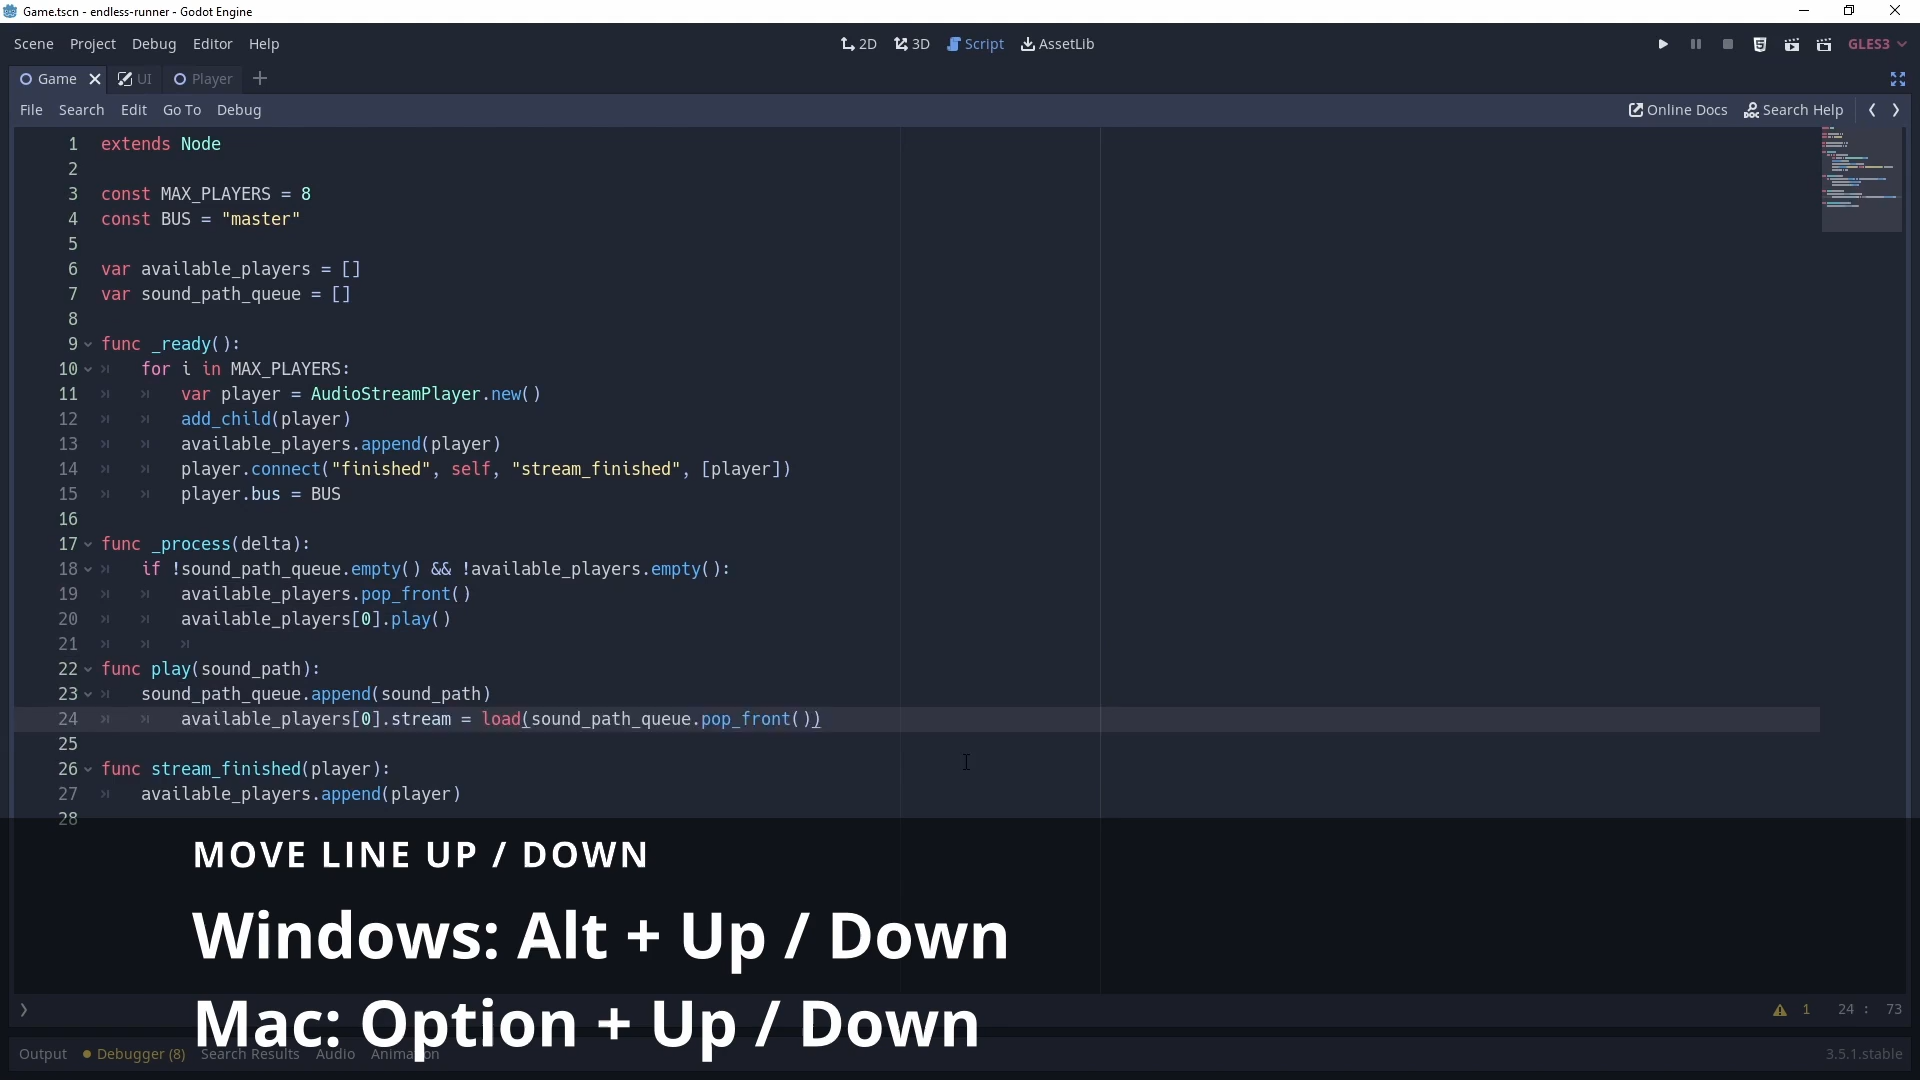 Game.tscn - endless-runner - Godot Engine
Scene Project Debug Editor Help
2D 3D Script AssetLib
GLES3
Game UI Player
File Search Edit Go To Debug
Online Docs Search Help
1 extends Node
2
3 const MAX_PLAYERS = 8
4 const BUS = "master"
5
6 var available_players = []
7 var sound_path_queue = []
8
9 func _ready():
10 for i in MAX_PLAYERS:
11 var player = AudioStreamPlayer.new()
12 add_child(player)
13 available_players.append(player)
14 player.connect("finished", self, "stream_finished", [player])
15 player.bus = BUS
16
17 func _process(delta):
18 if !sound_path_queue.empty() && !available_players.empty():
19 available_players.pop_front()
20 available_players[0].play()
21
22 func play(sound_path):
23 sound_path_queue.append(sound_path)
24 available_players[0].stream = load(sound_path_queue.pop_front())
25
26 func stream_finished(player):
27 available_players.append(player)
28
MOVE LINE UP / DOWN
Windows: Alt + Up / Down
Mac: Option + Up / Down
1 24 : 73
Output Debugger (8) Search Results Audio Animation
3.5.1.stable